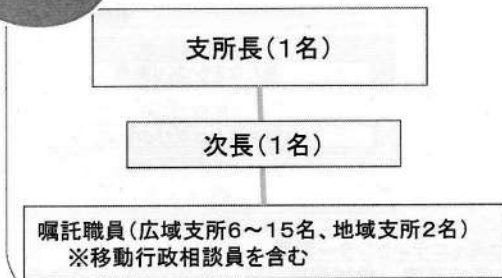 支所長(1名)
次長(1名)
嘱託職員(広域支所6～15名、地域支所2名)
※移動行政相談員を含む